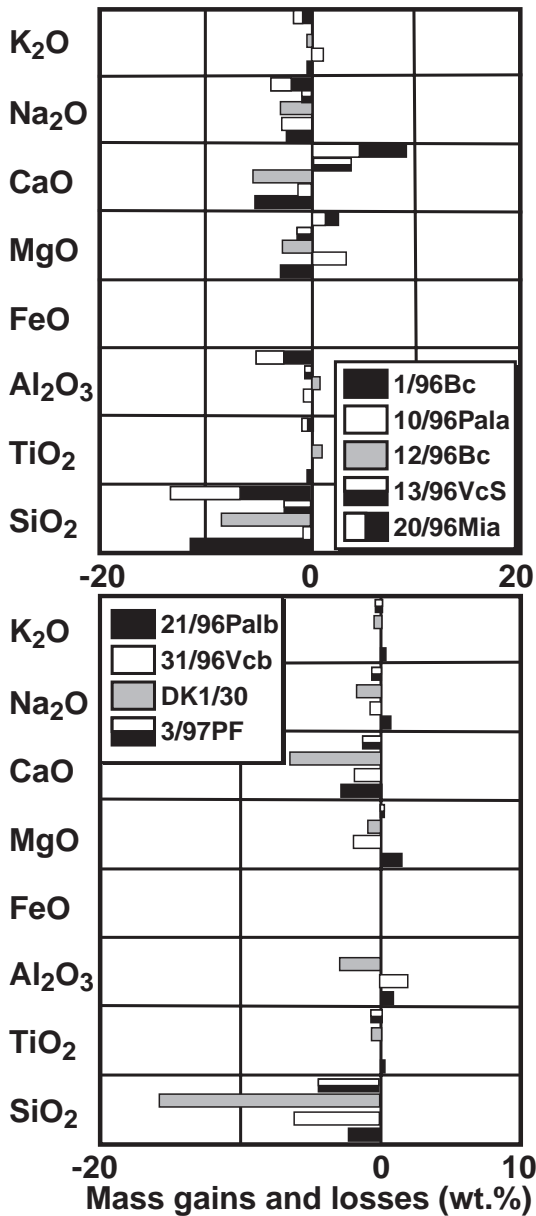 K₂O
Na₂O
CaO
MgO
FeO
Al₂O₃
TiO₂
SiO₂
1/96Bc
10/96Pala
12/96Bc
13/96VcS
20/96Mia
-20 0 20
21/96Palb
31/96Vcb
DK1/30
3/97PF
K₂O
Na₂O
CaO
MgO
FeO
Al₂O₃
TiO₂
SiO₂
-20 0 10
Mass gains and losses (wt.%)